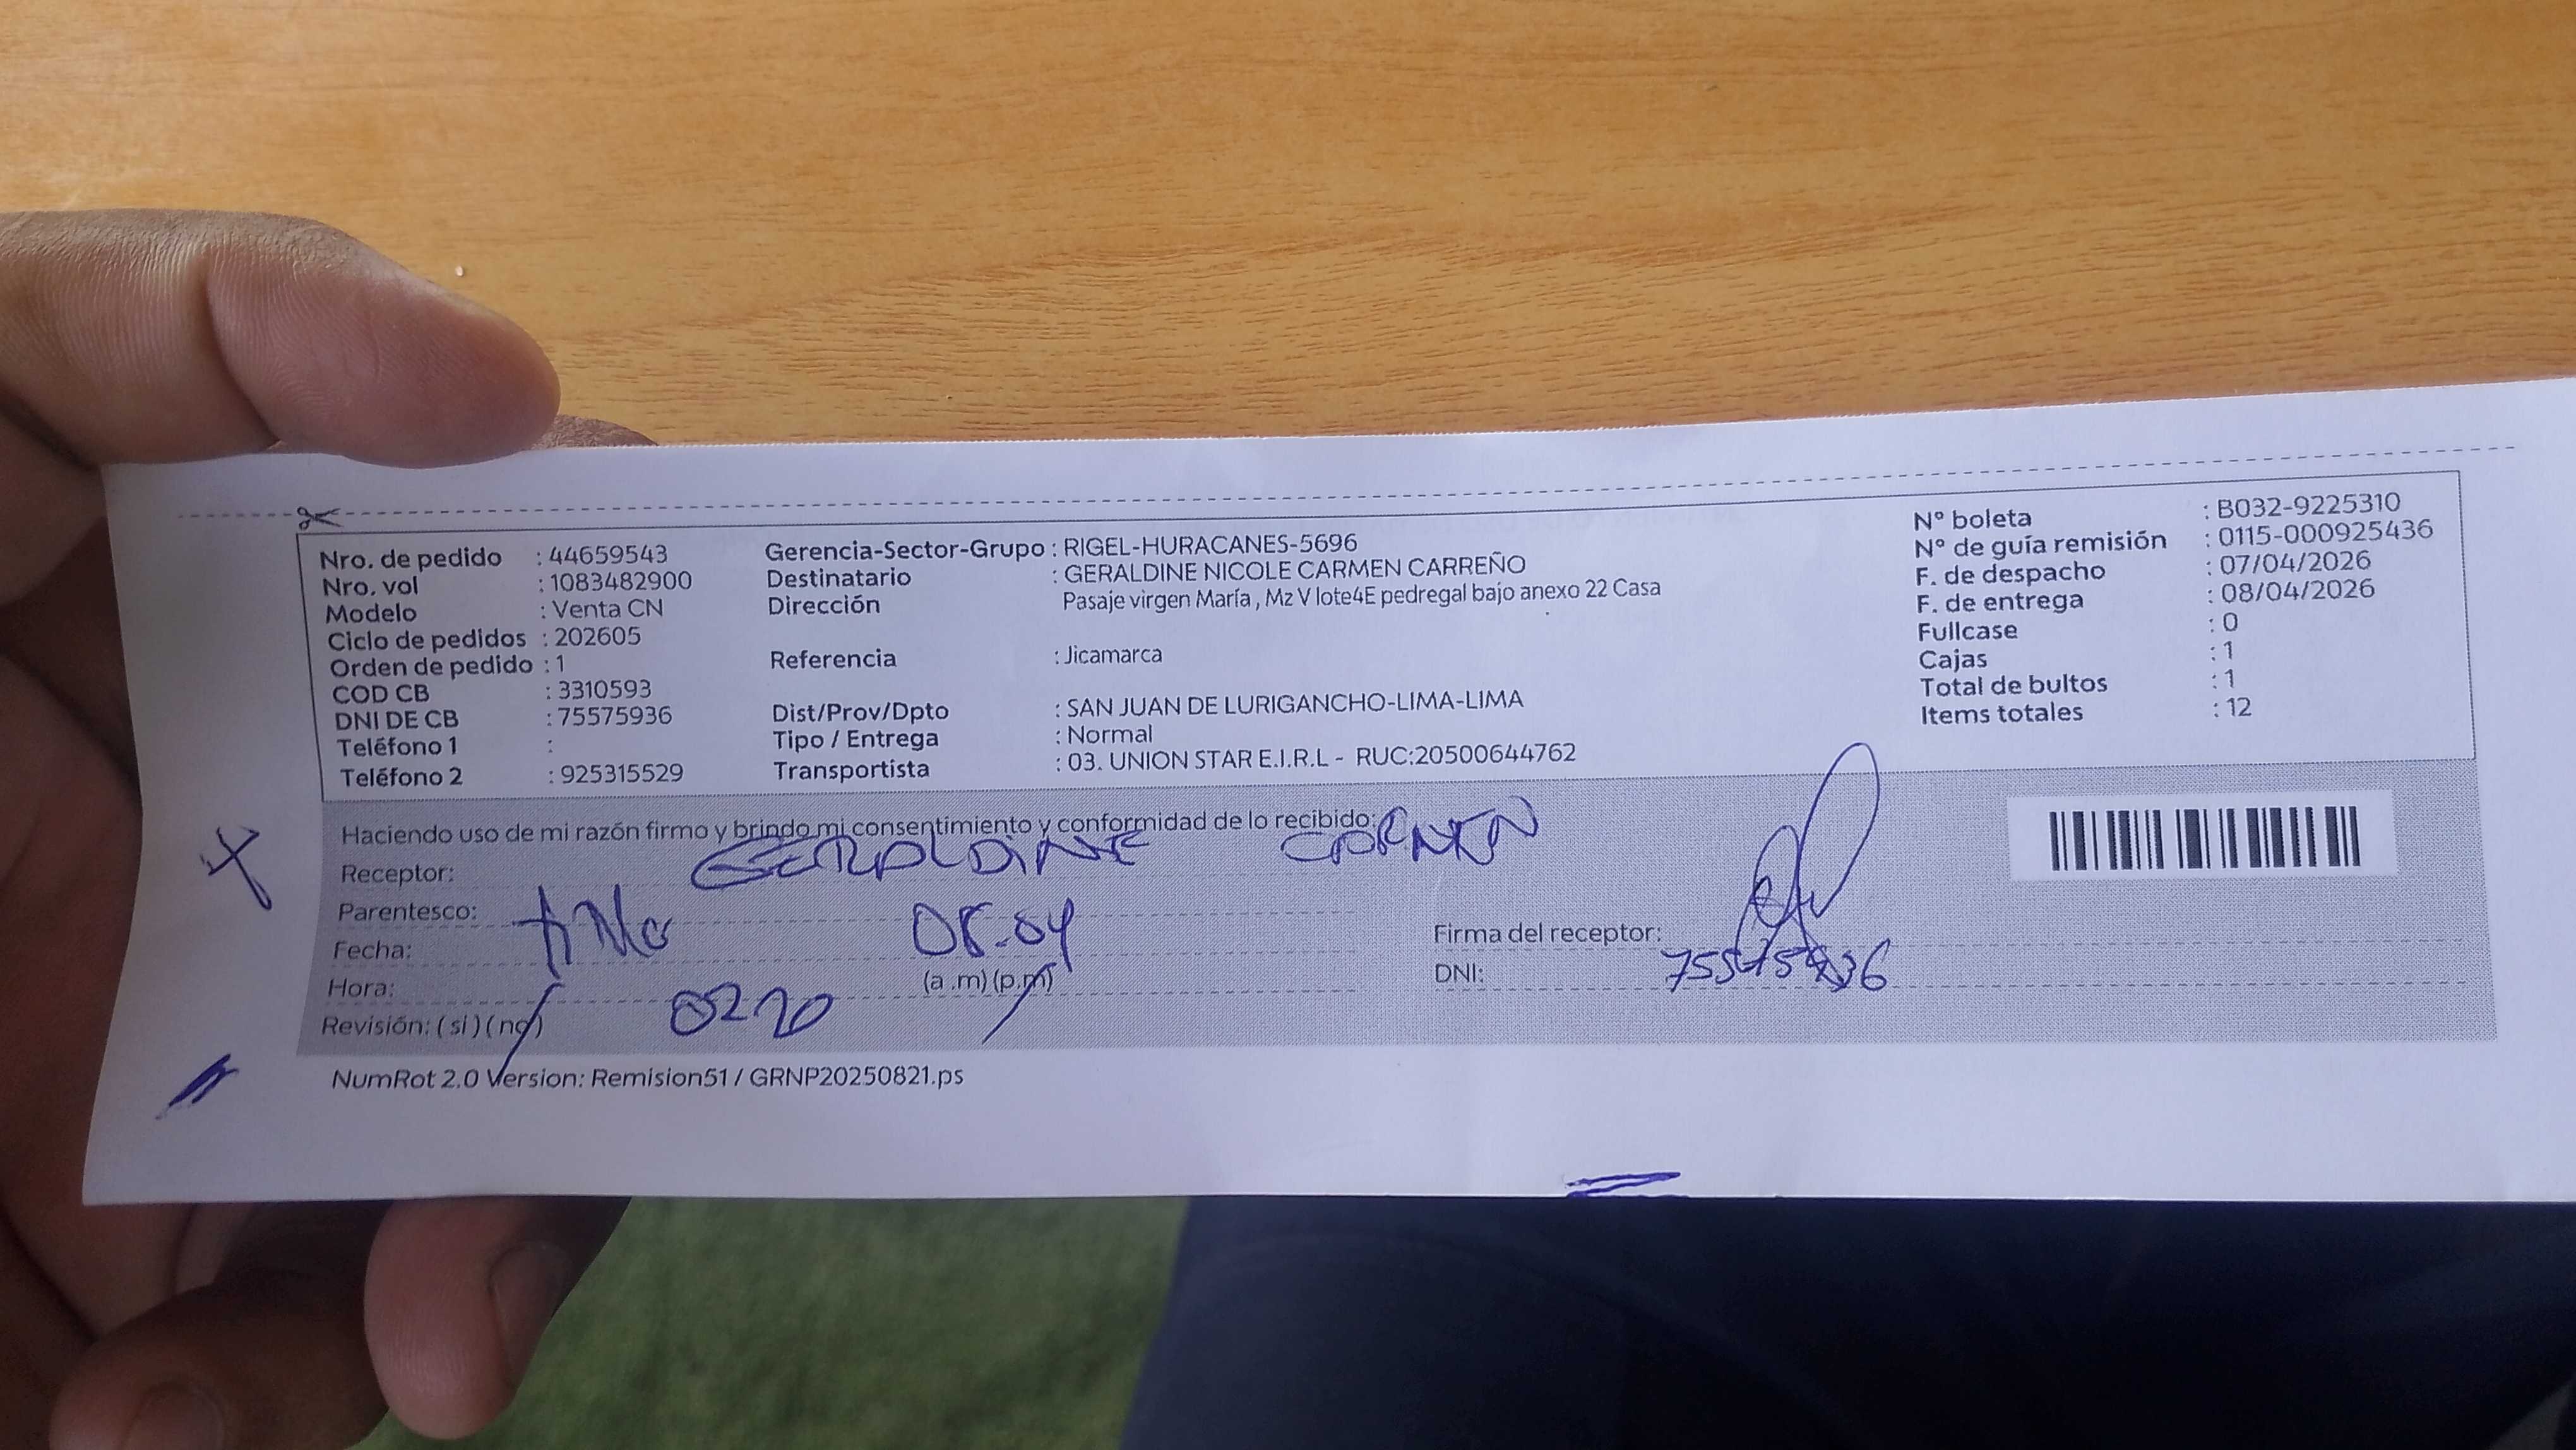 Nro. de pedido : 44659543
Nro. vol : 1083482900
Modelo : Venta CN
Ciclo de pedidos : 202605
Orden de pedido : 1
COD CB : 3310593
DNI DE CB : 75575936
Teléfono 1 :
Teléfono 2 : 925315529
Gerencia-Sector-Grupo : RIGEL-HURACANES-5696
Destinatario : GERALDINE NICOLE CARMEN CARREÑO
Dirección Pasaje virgen María , Mz V lote4E pedregal bajo anexo 22 Casa
Referencia : Jicamarca
Dist/Prov/Dpto : SAN JUAN DE LURIGANCHO-LIMA-LIMA
Tipo / Entrega : Normal
Transportista : 03. UNION STAR E.I.R.L - RUC:20500644762
N° boleta : B032-9225310
N° de guía remisión : 0115-000925436
F. de despacho : 07/04/2026
F. de entrega : 08/04/2026
Fullcase : 0
Cajas : 1
Total de bultos : 1
Items totales : 12
Haciendo uso de mi razón firmo y brindo mi consentimiento y conformidad de lo recibido:
Receptor: GERALDINE CARMEN
Parentesco:
Fecha: 08-04
Hora: (a .m) (p.m)
Revisión: ( si ) ( no ) 0220
Firma del receptor:
DNI: 75575936
NumRot 2.0 Version: Remision51 / GRNP20250821.ps